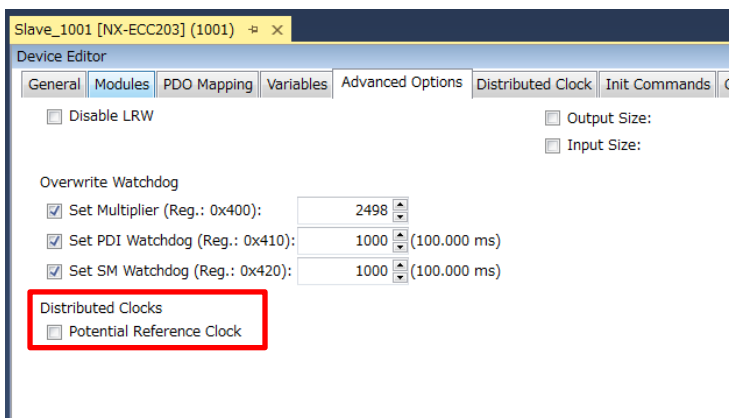 Slave_1001 [NX-ECC203] (1001)
Device Editor
General Modules PDO Mapping Variables Advanced Options Distributed Clock Init Commands
Disable LRW
Output Size:
Input Size:
Overwrite Watchdog
Set Multiplier (Reg.: 0x400): 2498
Set PDI Watchdog (Reg.: 0x410): 1000 (100.000 ms)
Set SM Watchdog (Reg.: 0x420): 1000 (100.000 ms)
Distributed Clocks
Potential Reference Clock